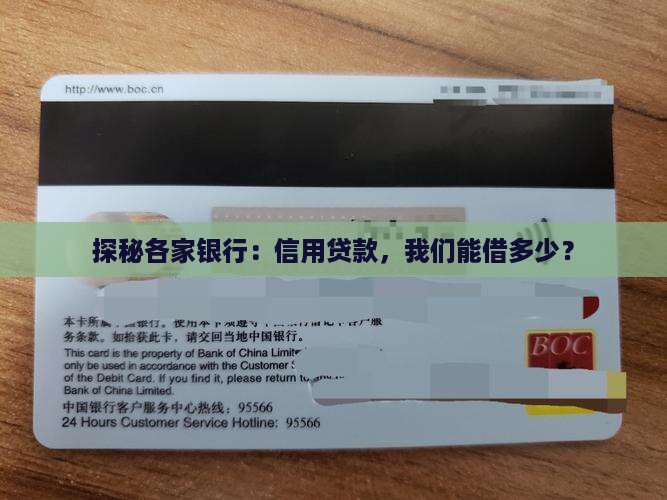 http://www.boc.cn
探秘各家银行：信用贷款，我们能借多少？
本卡所属
务条款。如拾获此卡，请交回当地中国银行。
This card is the property of Bank of China
only be used in accordance with the Customer
of the Debit Card. If you find it, please return to
Bank of China Limited.
BOC
中国银行客户服务中心热线：95566
24 Hours Customer Service Hotline: 95566